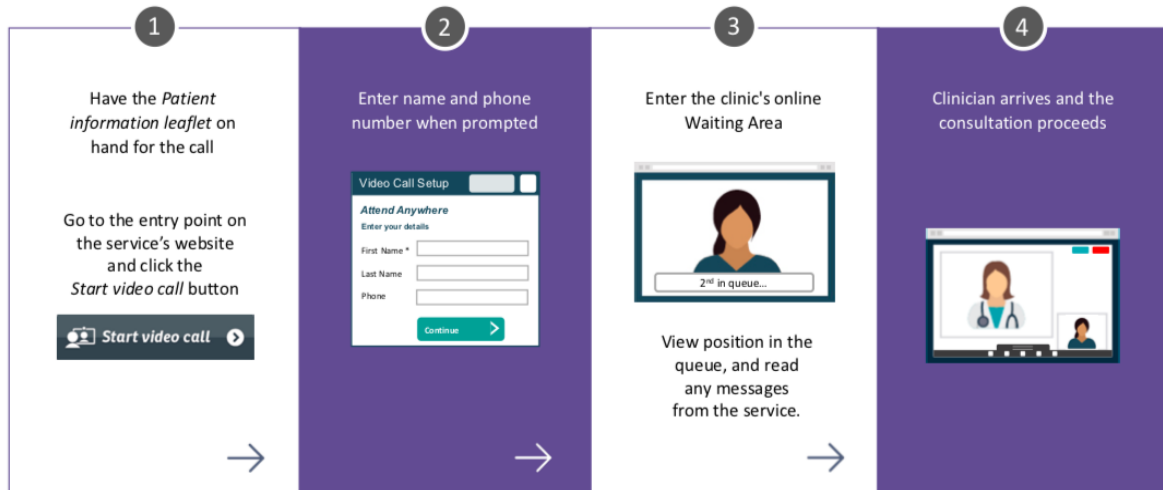 1
Have the Patient
information leaflet on
hand for the call
Go to the entry point on
the service's website
and click the
Start video call button
Start video call
2
Enter name and phone
number when prompted
Video Call Setup
Attend Anywhere
Enter your details
First Name *
Last Name
Phone
Continue
3
Enter the clinic's online
Waiting Area
2nd in queue...
View position in the
queue, and read
any messages
from the service.
4
Clinician arrives and the
consultation proceeds